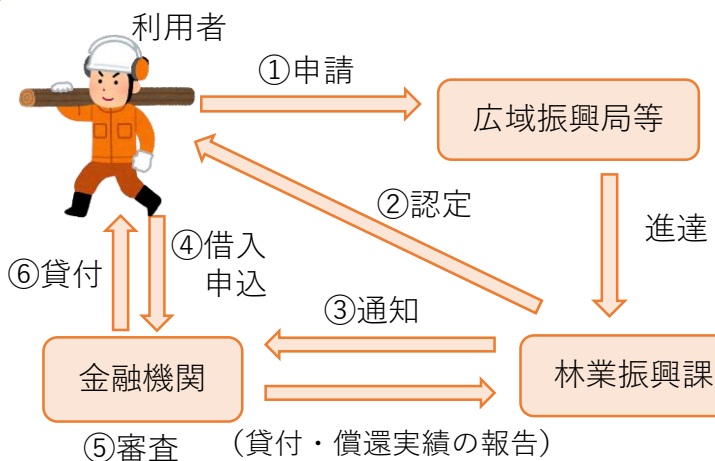 利用者
①申請
広域振興局等
②認定
進達
④借入
申込
⑥貸付
③通知
金融機関
林業振興課
⑤審査
（貸付・償還実績の報告）